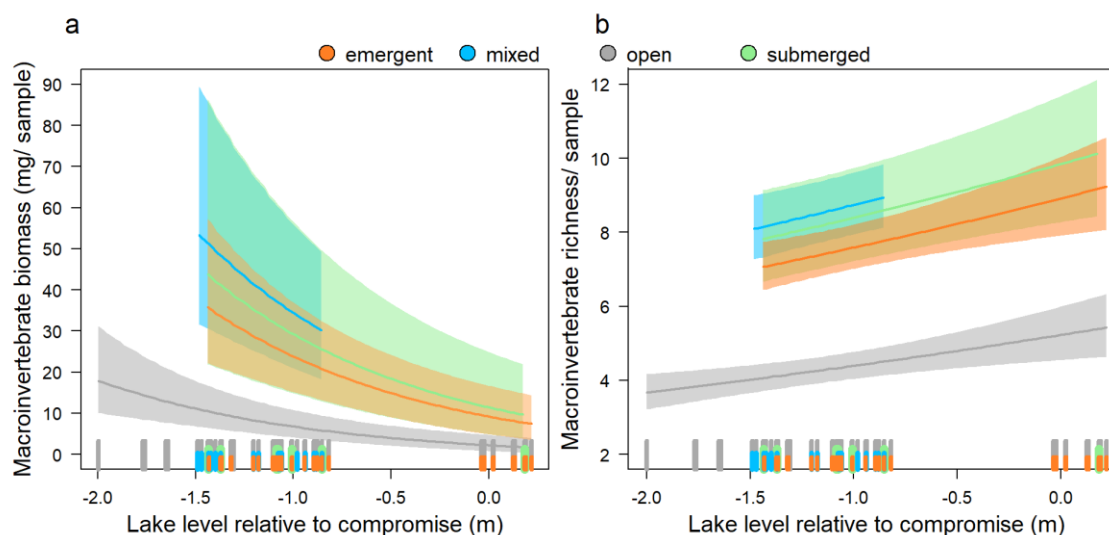 a
b
emergent mixed open submerged
Macroinvertebrate biomass (mg/ sample)
90
80
70
60
50
40
30
20
10
0
-2.0 -1.5 -1.0 -0.5 0.0
Lake level relative to compromise (m)
Macroinvertebrate richness/ sample
12
10
8
6
4
2
-2.0 -1.5 -1.0 -0.5 0.0
Lake level relative to compromise (m)